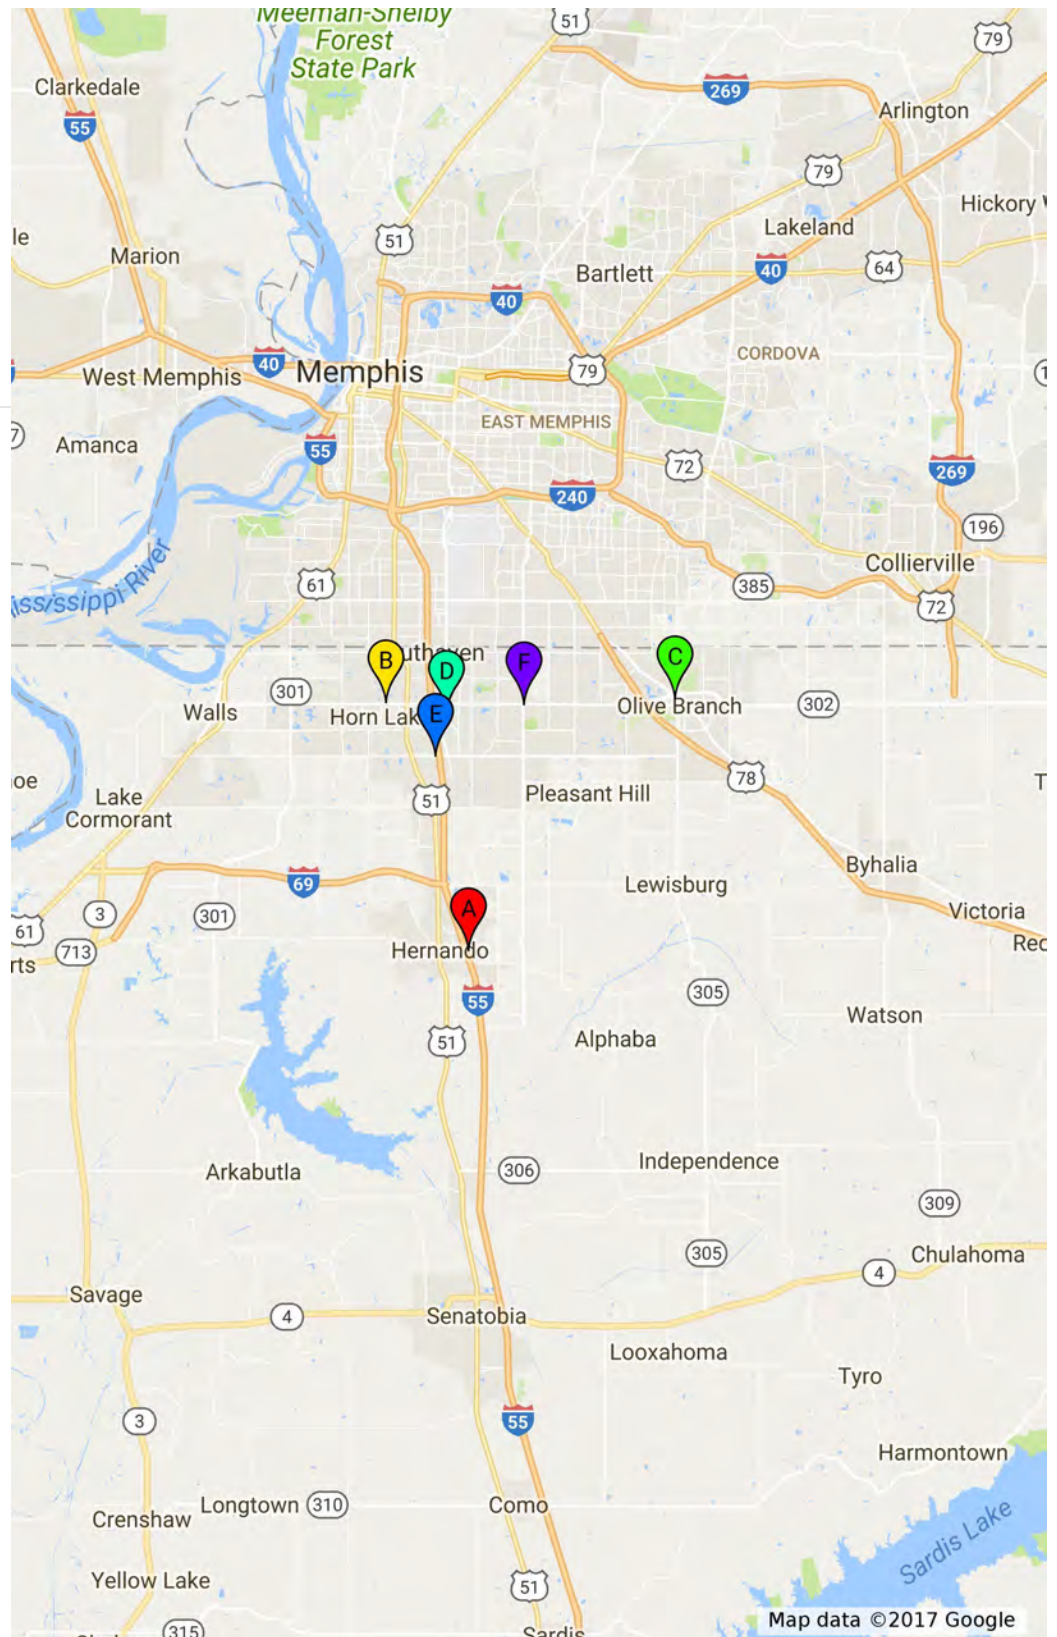 Meeman-Shelby
Forest
State Park
51
79
Clarkedale
269
Arlington
55
79
Hickory
le
51
Lakeland
Marion
Bartlett
40
64
40
CORDOVA
40
79
West Memphis
Memphis
EAST MEMPHIS
Amanca
55
72
269
240
196
Collierville
Mississippi River
61
385
72
B
uthaven
D
F
C
301
Walls
Horn Lak
E
Olive Branch
302
oe
Lake
Cormorant
51
Pleasant Hill
78
T
69
Lewisburg
Byhalia
3
301
A
Victoria
61
713
rts
Hernando
Red
55
305
Watson
51
Alphaba
Arkabutla
306
Independence
309
305
Chulahoma
4
Savage
4
Senatobia
Looxahoma
Tyro
3
55
Harmontown
Longtown
310
Como
Crenshaw
Sardis Lake
Yellow Lake
51
Map data ©2017 Google
315
Sardis